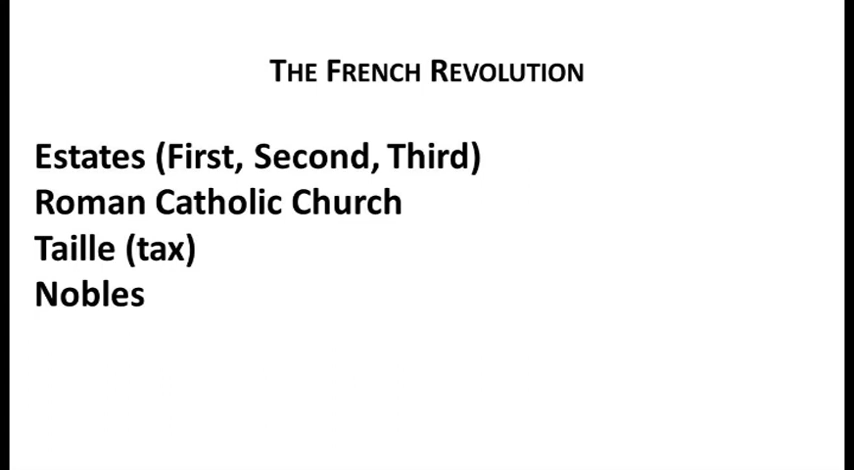 THE FRENCH REVOLUTION
Estates (First, Second, Third)
Roman Catholic Church
Taille (tax)
Nobles